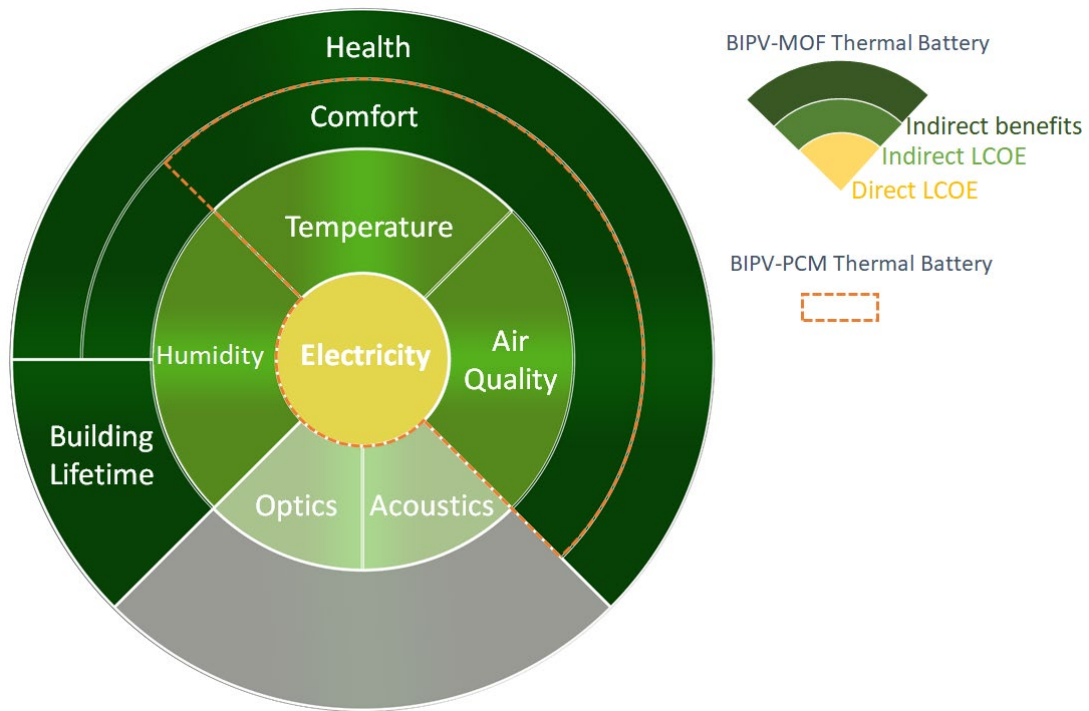 Health
Comfort
Temperature
Humidity
Electricity
Air
Quality
Building
Lifetime
Optics
Acoustics
BIPV-MOF Thermal Battery
Indirect benefits
Indirect LCOE
Direct LCOE
BIPV-PCM Thermal Battery